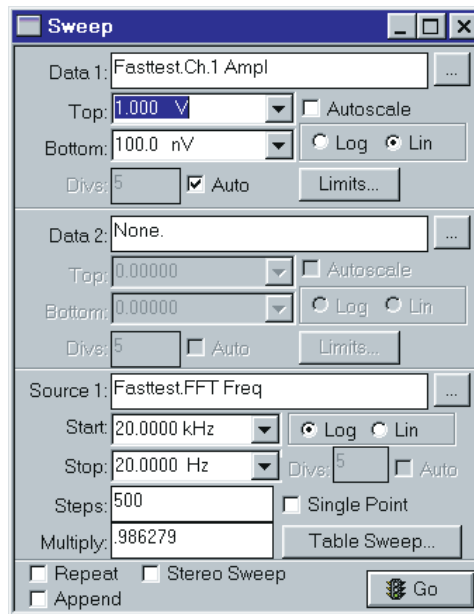 Sweep
Data 1: Fasttest.Ch.1 Ampl ...
Top: 1.000 V Autoscale
Bottom: 100.0 nV Log Lin
Divs: 5 Auto Limits...
Data 2: None. ...
Top: 0.00000 Autoscale
Bottom: 0.00000 Log Lin
Divs: 5 Auto Limits...
Source 1: Fasttest.FFT Freq ...
Start: 20.0000 kHz Log Lin
Stop: 20.0000 Hz Divs: 5 Auto
Steps: 500 Single Point
Multiply: .986279 Table Sweep...
Repeat Stereo Sweep
Append Go